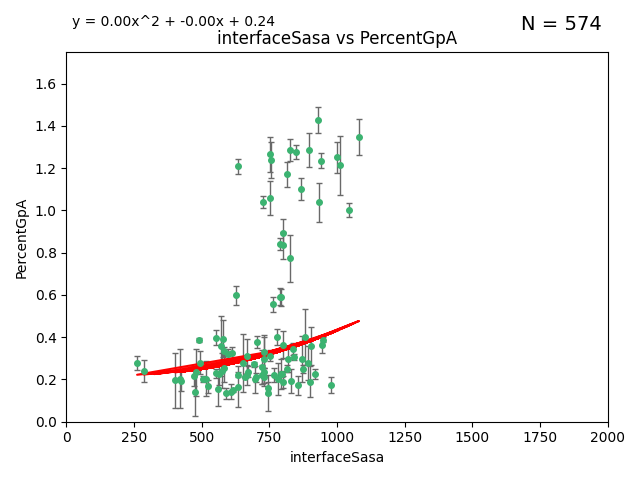 y = 0.00x^2 + -0.00x + 0.24
N = 574
interfaceSasa vs PercentGpA
PercentGpA
1.6
1.4
1.2
1.0
0.8
0.6
0.4
0.2
0.0
0 250 500 750 1000 1250 1500 1750 2000
interfaceSasa